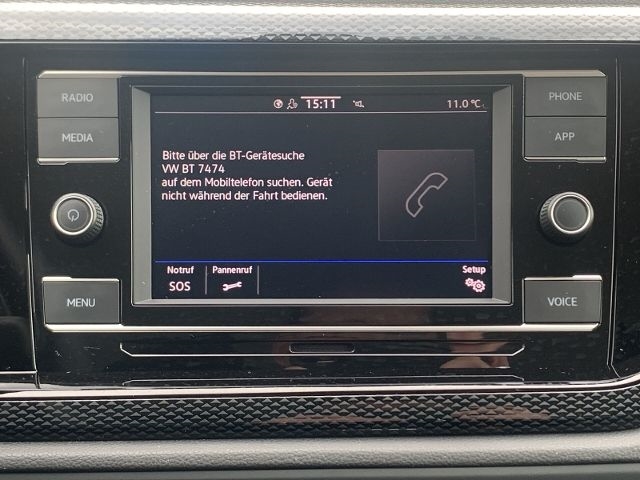 RADIO
PHONE
15:11
11.0 °C
MEDIA
APP
Bitte über die BT-Gerätesuche
VW BT 7474
auf dem Mobiltelefon suchen. Gerät
nicht während der Fahrt bedienen.
Notruf Pannenruf Setup
SOS
MENU
VOICE